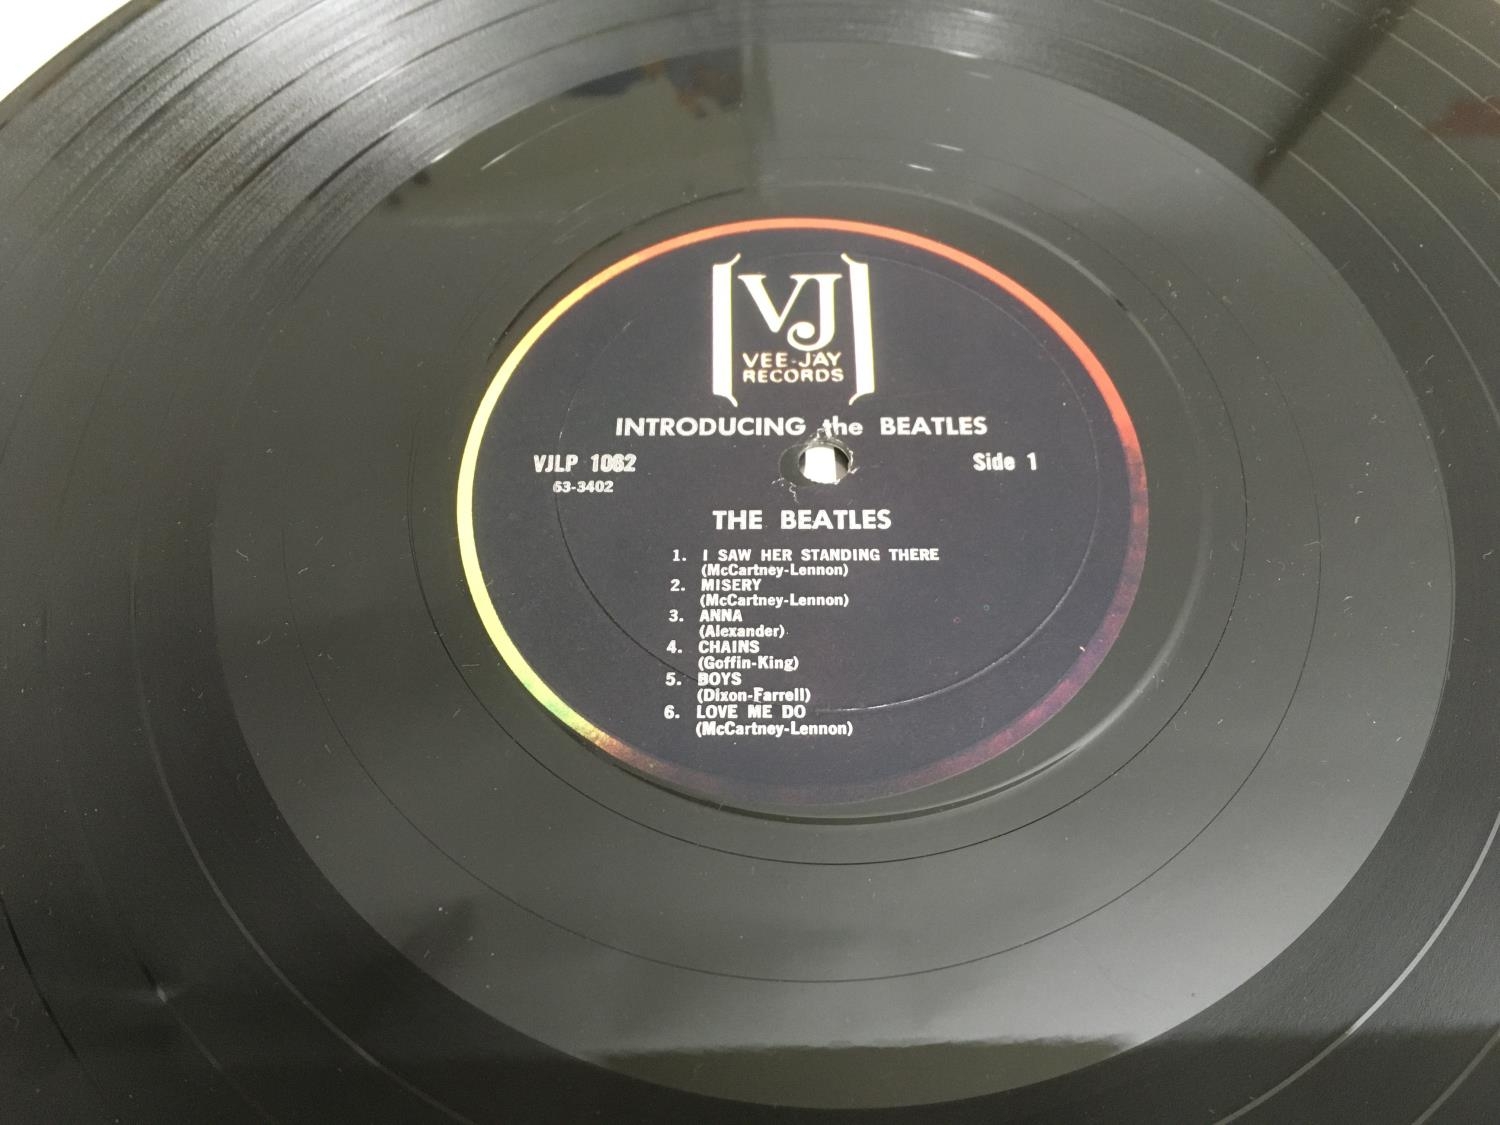 VJ
VEE-JAY
RECORDS
INTRODUCING the BEATLES
VJLP 1062 Side 1
63-3402
THE BEATLES
1. I SAW HER STANDING THERE
(McCartney-Lennon)
2. MISERY
(McCartney-Lennon)
3. ANNA
(Alexander)
4. CHAINS
(Goffin-King)
5. BOYS
(Dixon-Farrell)
6. LOVE ME DO
(McCartney-Lennon)